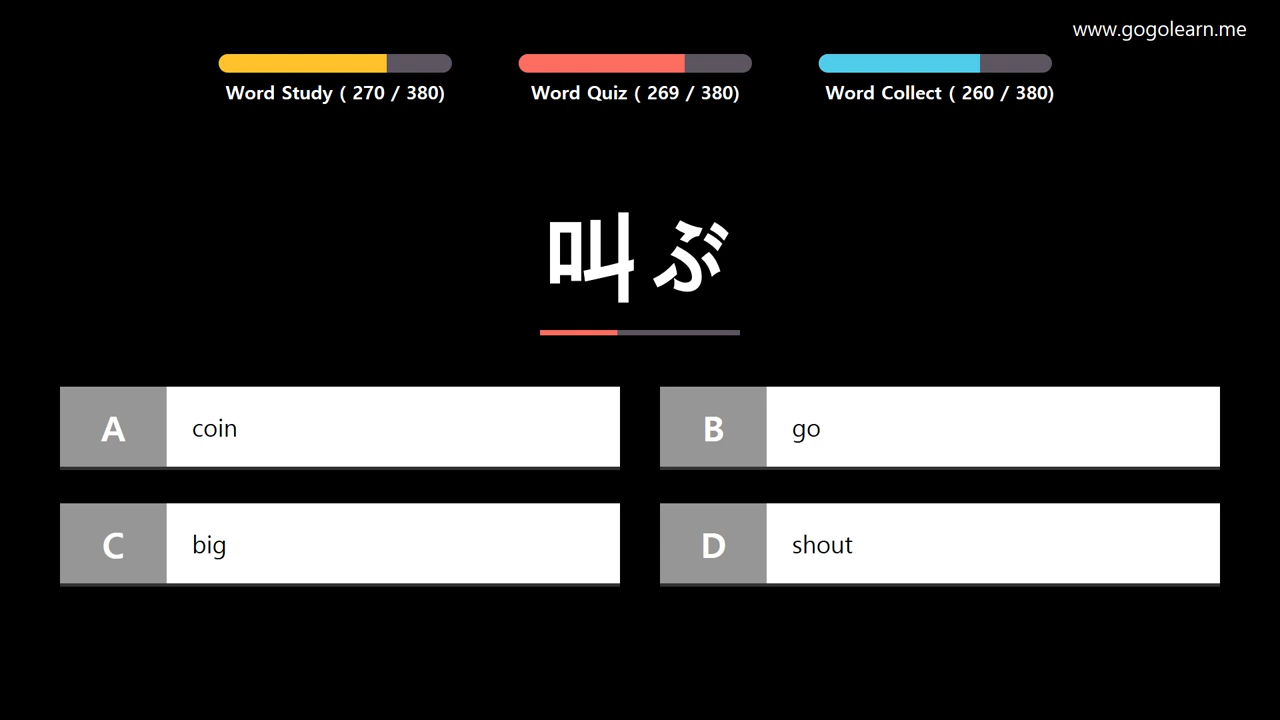 www.gogolearn.me
Word Study ( 270 / 380)
Word Quiz ( 269 / 380)
Word Collect ( 260 / 380)
叫ぶ
A coin
B go
C big
D shout